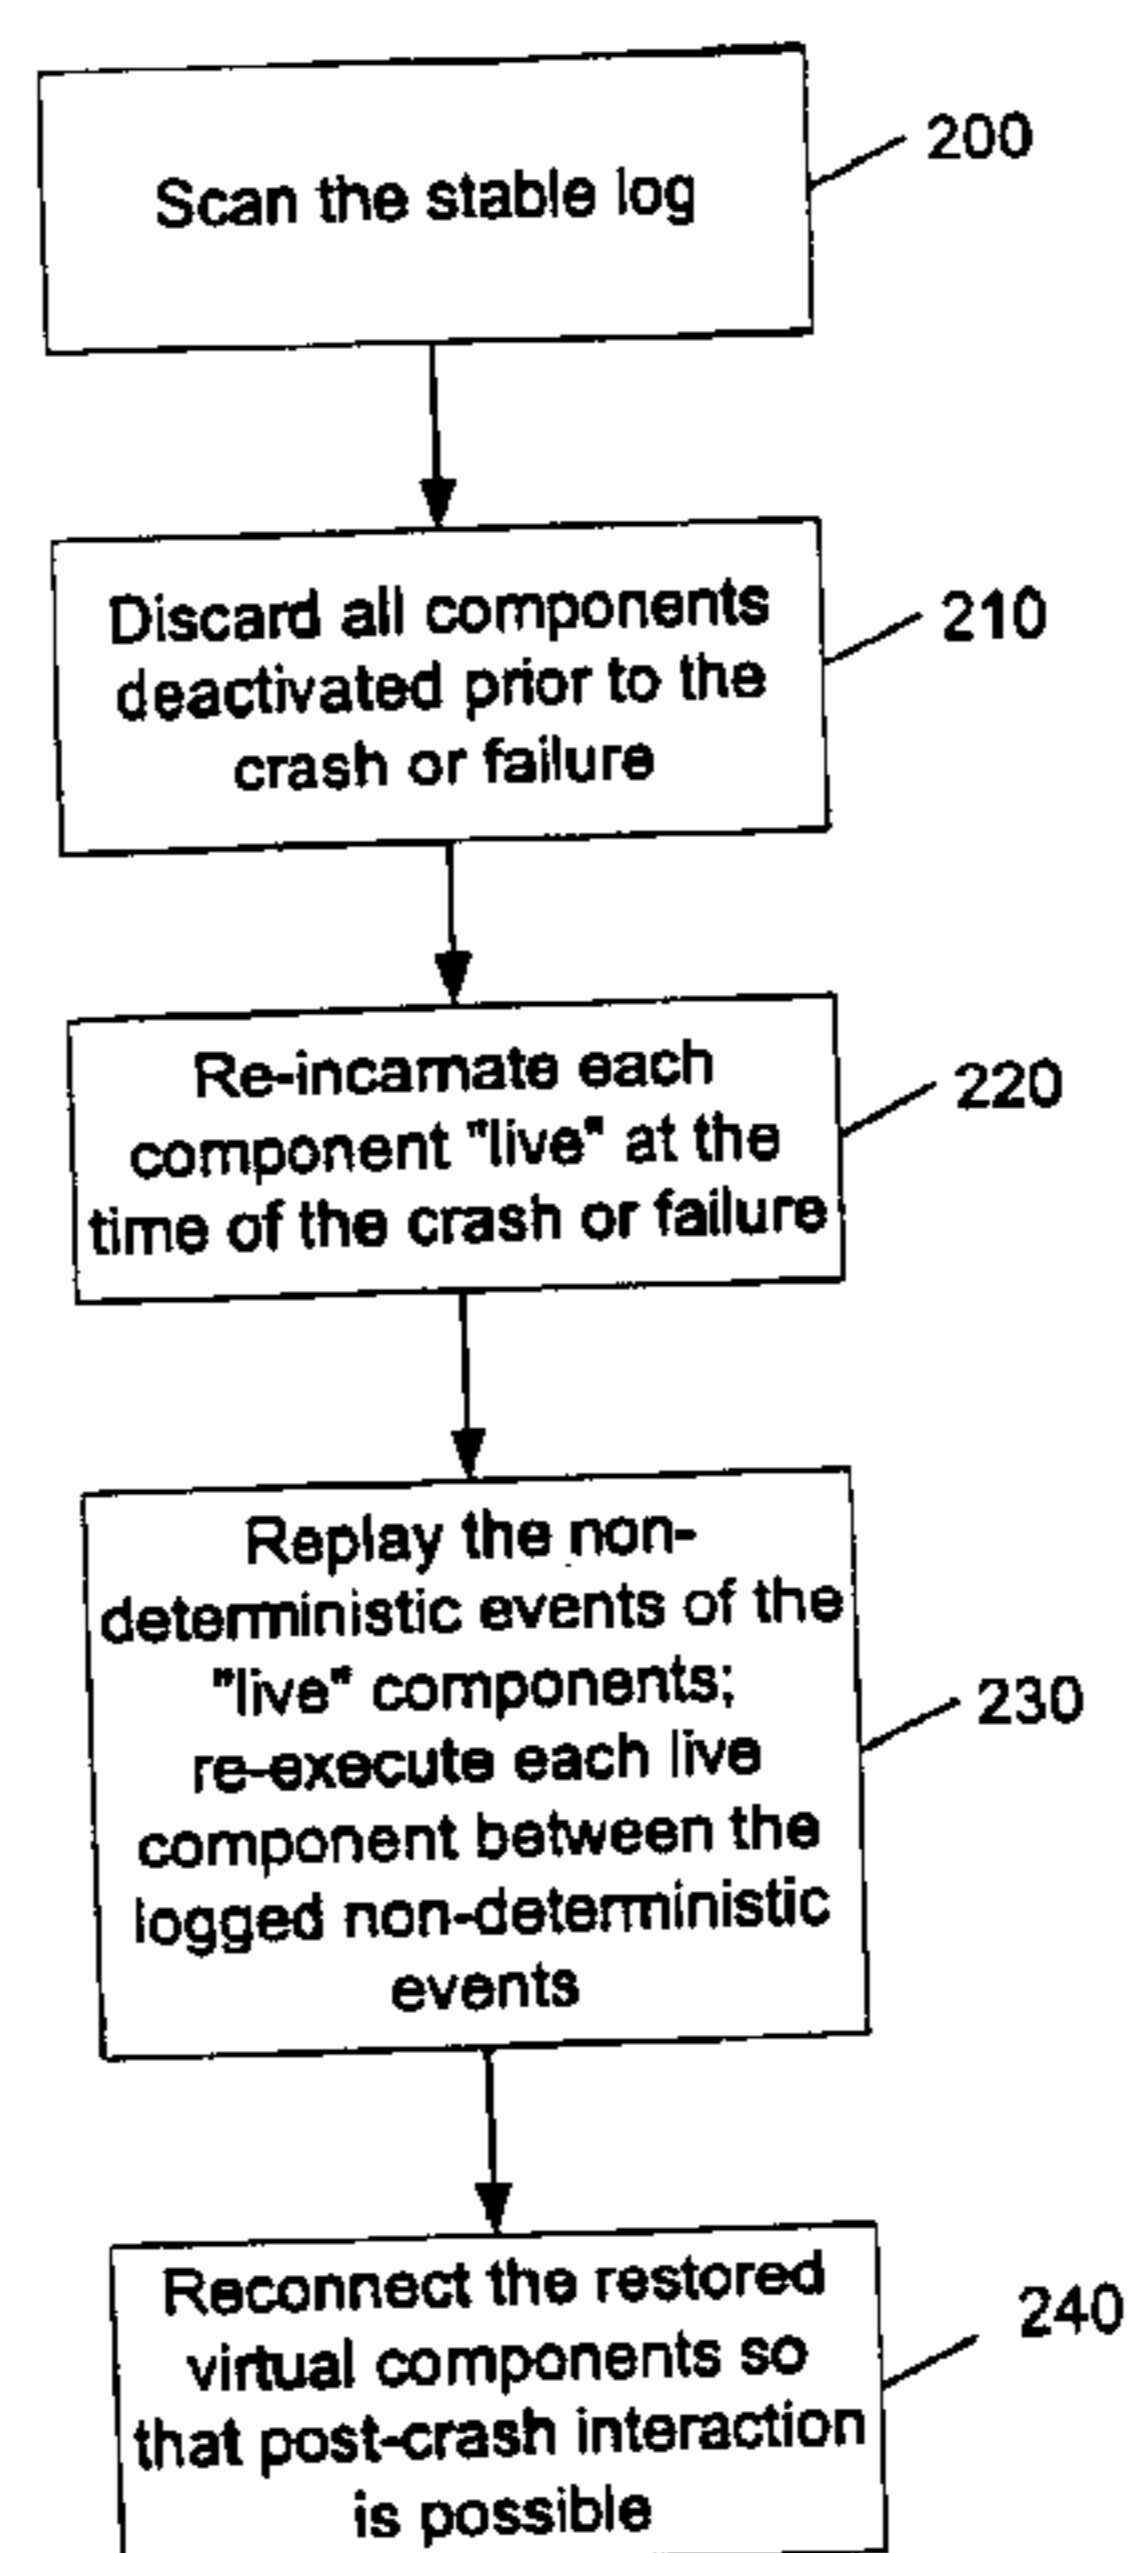 Scan the stable log
200
Discard all components
deactivated prior to the
crash or failure
210
Re-incarnate each
component "live" at the
time of the crash or failure
220
Replay the non-
deterministic events of the
"live" components;
re-execute each live
component between the
logged non-deterministic
events
230
Reconnect the restored
virtual components so
that post-crash interaction
is possible
240